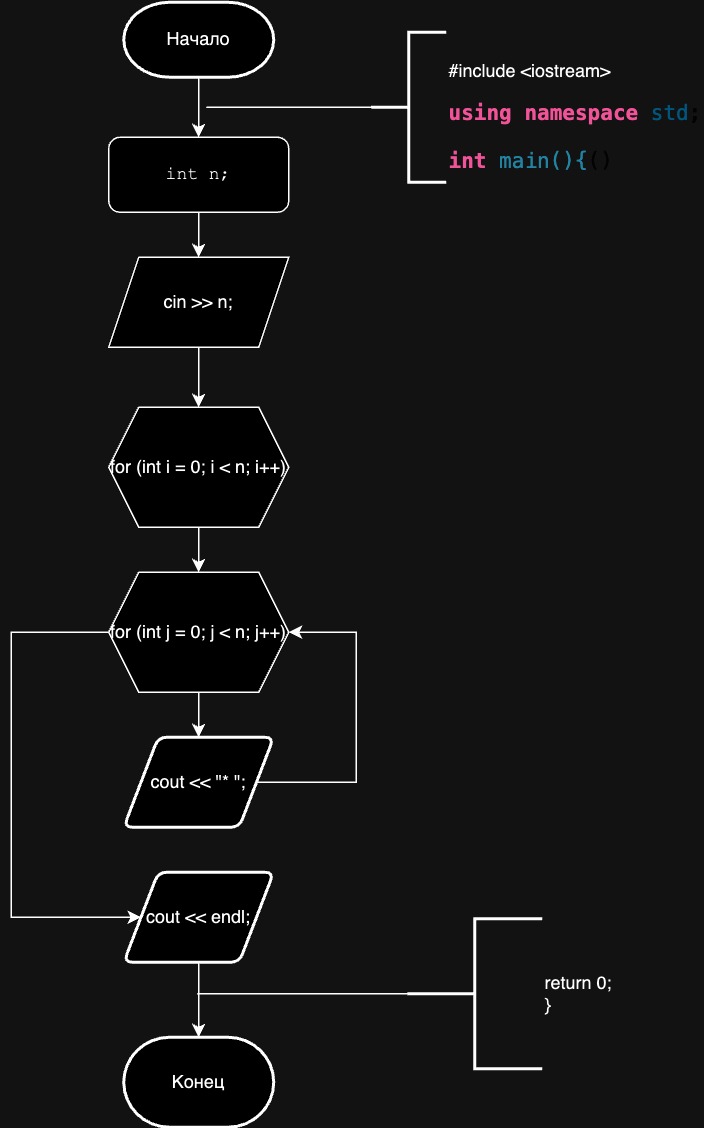 Начало
#include <iostream>
using namespace std;
int main(){()
int n;
cin >> n;
for (int i = 0; i < n; i++)
for (int j = 0; j < n; j++)
cout << "* ";
cout << endl;
return 0;
}
Конец